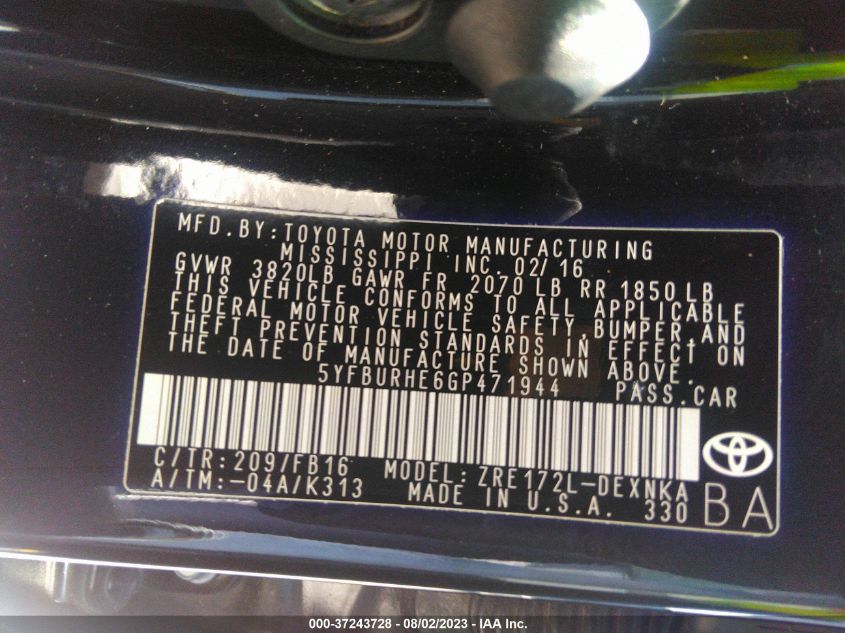 MFD. BY: TOYOTA MOTOR MANUFACTURING
MISSISSIPPI INC. 02/16
GVWR 3820LB GAWR FR 2070 LB RR 1850 LB
THIS VEHICLE CONFORMS TO ALL APPLICABLE
FEDERAL MOTOR VEHICLE SAFETY, BUMPER, AND
THEFT PREVENTION STANDARDS IN EFFECT ON
THE DATE OF MANUFACTURE SHOWN ABOVE.
5YFBURHE6GP471944 PASS. CAR
C/TR: 209/FB16 MODEL: ZRE172L-DEXNKA
A/TM: -04A/K313 MADE IN U.S.A. 330 BA
000-37243728 — 08/02/2023 - IAA Inc.